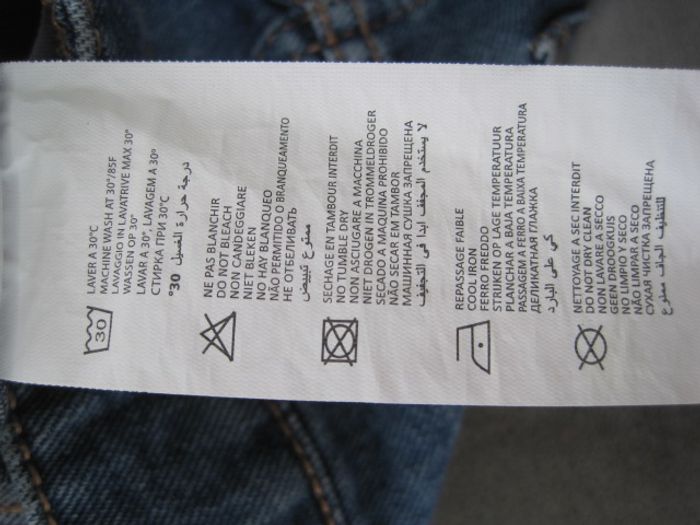 LAVER A 30°C
MACHINE WASH AT 30°/85F
LAVAGGIO IN LAVATRIVE MAX 30°
WASSEN OP 30°
LAVAR A 30°, LAVAGEM A 30°
СТИРКА ПРИ 30°C
درجة حرارة الغسيل 30°
30
NE PAS BLANCHIR
DO NOT BLEACH
NON CANDEGGIARE
NIET BLEKEN
NO HAY BLANQUEO
NÃO PERMITIDO O BRANQUEAMENTO
НЕ ОТБЕЛИВАТЬ
ممنوع تبييض
SECHAGE EN TAMBOUR INTERDIT
NO TUMBLE DRY
NON ASCIUGARE A MACCHINA
NIET DROGEN IN TROMMELDROGER
SECADO A MAQUINA PROHIBIDO
NÃO SECAR EM TAMBOR
МАШИННАЯ СУШКА ЗАПРЕЩЕНА
لا يستخدم المجفف ابدا في التجفيف
REPASSAGE FAIBLE
COOL IRON
FERRO FREDDO
STRIJKEN OP LAGE TEMPERATUUR
PLANCHAR A BAJA TEMPERATURA
PASSAGEM A FERRO A BAIXA TEMPERATURA
ДЕЛИКАТНАЯ ГЛАЖКА
كي على البارد
NETTOYAGE A SEC INTERDIT
DO NOT DRY CLEAN
NON LAVARE A SECCO
GEEN DROOGKUIS
NO LIMPIO Y SECO
NÃO LIMPAR A SECO
СУХАЯ ЧИСТКА ЗАПРЕЩЕНА
التنظيف الجاف ممنوع